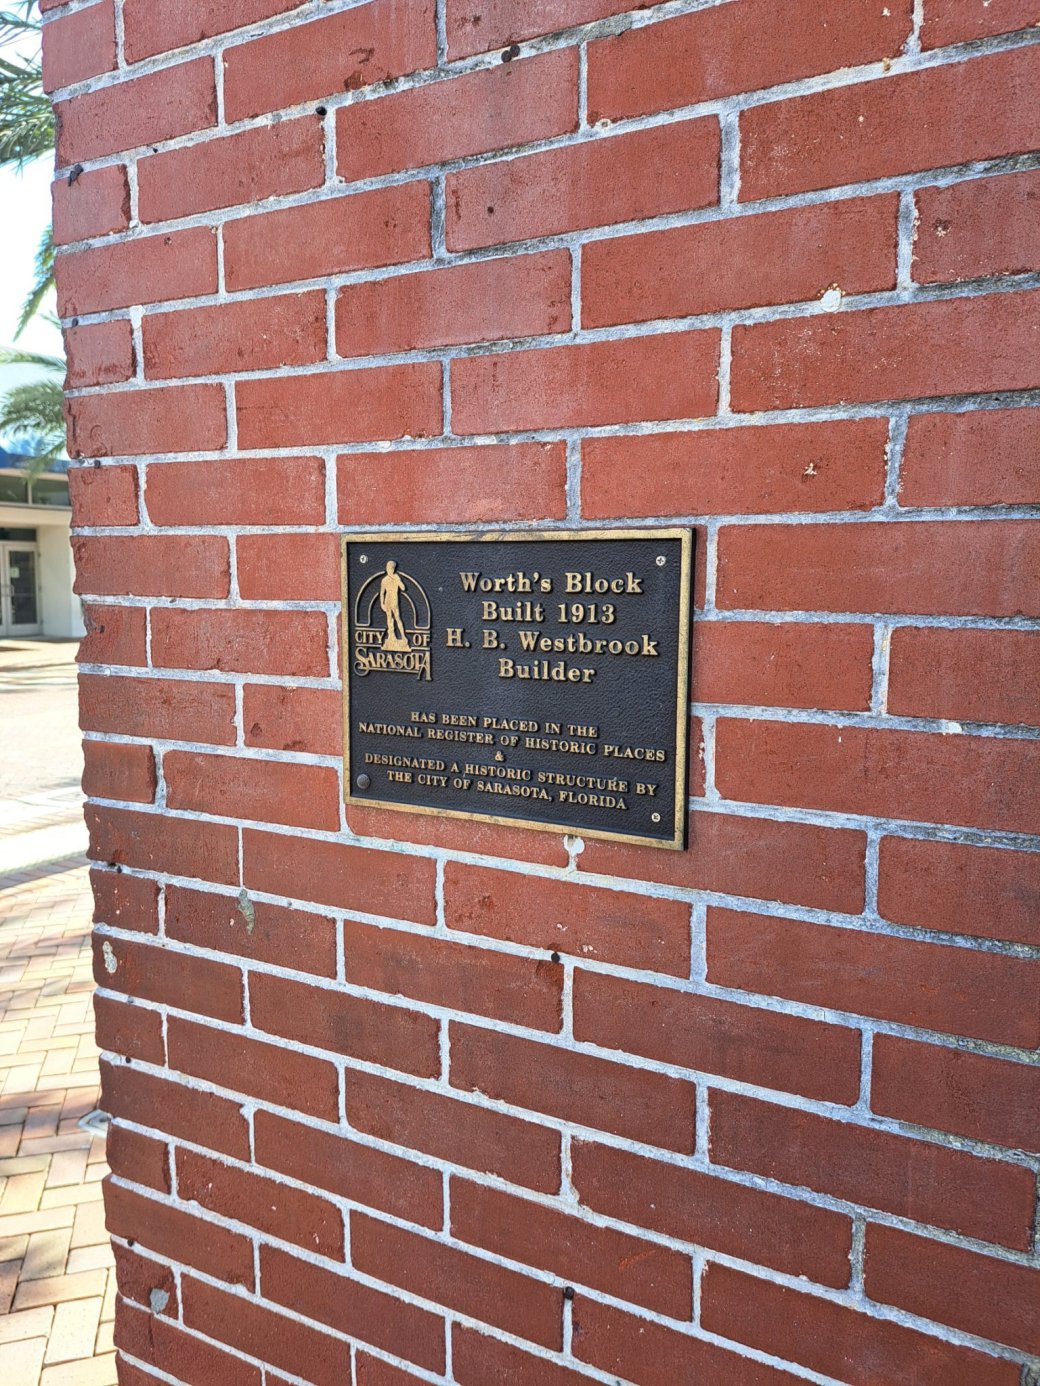 CITY OF
SARASOTA
Worth's Block
Built 1913
H. B. Westbrook
Builder
HAS BEEN PLACED IN THE
NATIONAL REGISTER OF HISTORIC PLACES
&
DESIGNATED A HISTORIC STRUCTURE BY
THE CITY OF SARASOTA, FLORIDA